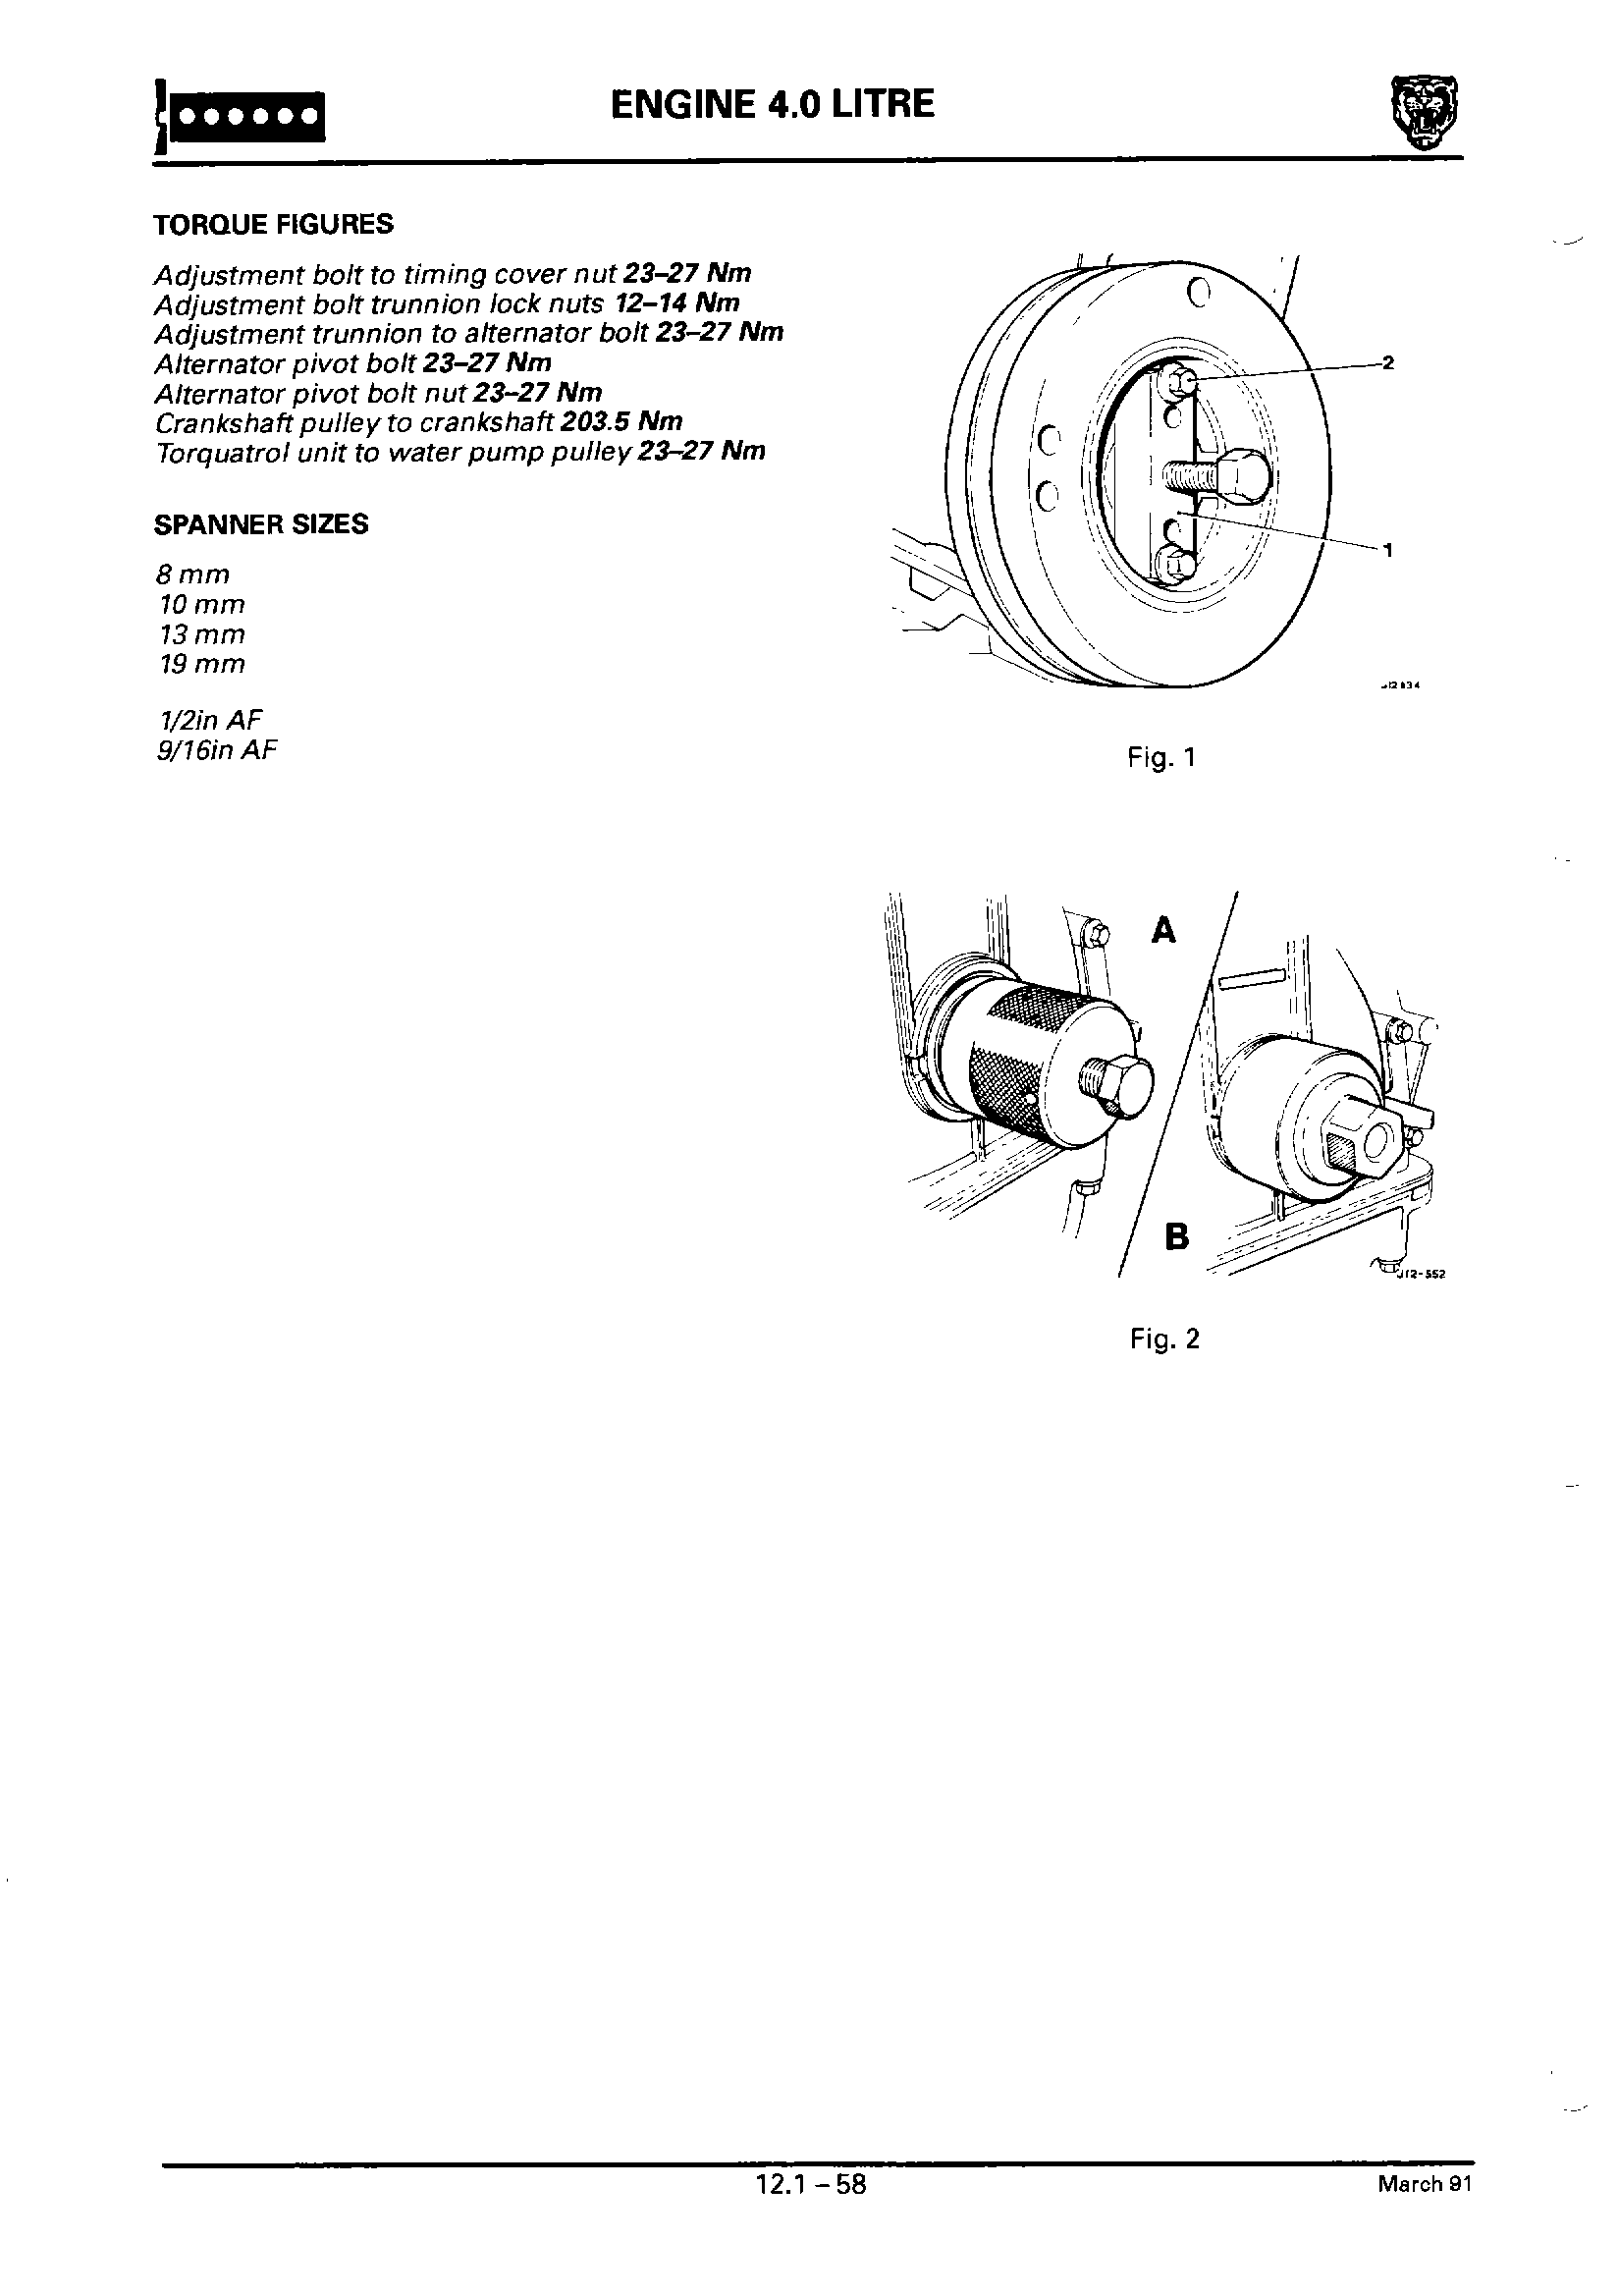 ENGINE 4.0 LITRE
TORQUE FIGURES
Adjustment bolt to timing cover nut 23–27 Nm
Adjustment bolt trunnion lock nuts 12–14 Nm
Adjustment trunnion to alternator bolt 23–27 Nm
Alternator pivot bolt 23–27 Nm
Alternator pivot bolt nut 23–27 Nm
Crankshaft pulley to crankshaft 203.5 Nm
Torquatrol unit to water pump pulley 23–27 Nm
SPANNER SIZES
8 mm
10 mm
13 mm
19 mm
1/2in AF
9/16in AF
2
1
Fig. 1
A
B
J12-552
Fig. 2
12.1 – 58
March 91